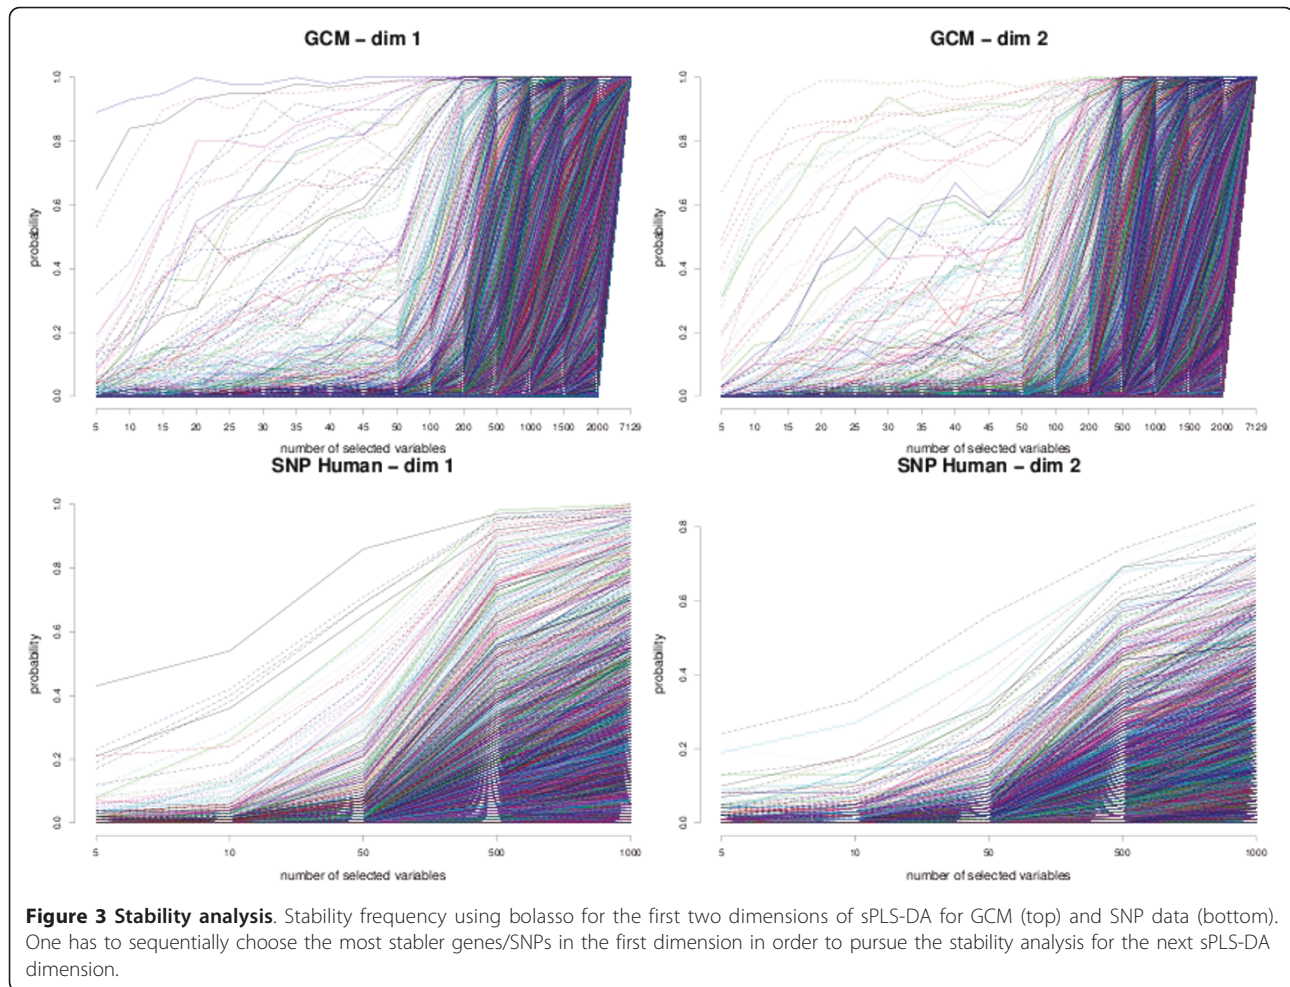 GCM – dim 1
GCM – dim 2
probability
0.0 0.2 0.4 0.6 0.8 1.0
5 10 15 20 25 30 35 40 45 50 100 200 500 1000 1500 2000 7129
number of selected variables
probability
0.0 0.2 0.4 0.6 0.8 1.0
5 10 15 20 25 30 35 40 45 50 100 200 500 1000 1500 2000 7129
number of selected variables
SNP Human – dim 1
SNP Human – dim 2
probability
0.0 0.2 0.4 0.6 0.8 1.0
5 10 50 500 1000
number of selected variables
probability
0.0 0.2 0.4 0.6 0.8
5 10 50 500 1000
number of selected variables
Figure 3 Stability analysis. Stability frequency using bolasso for the first two dimensions of sPLS-DA for GCM (top) and SNP data (bottom).
One has to sequentially choose the most stabler genes/SNPs in the first dimension in order to pursue the stability analysis for the next sPLS-DA
dimension.